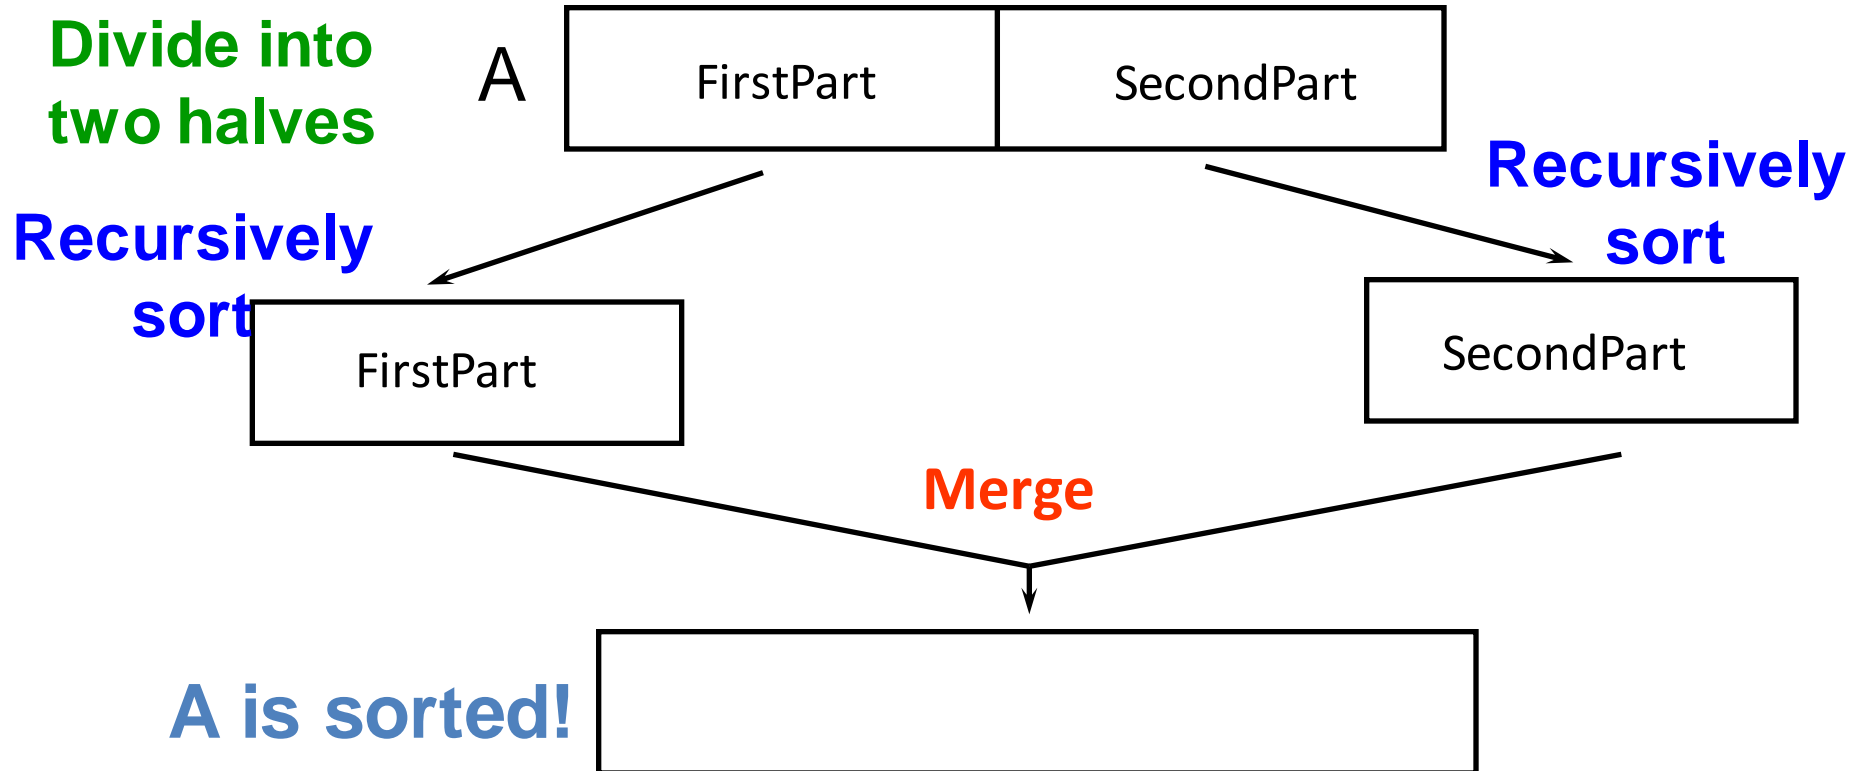 Divide into
two halves
A
FirstPart
SecondPart
Recursively
sort
Recursively
sort
FirstPart
SecondPart
Merge
A is sorted!